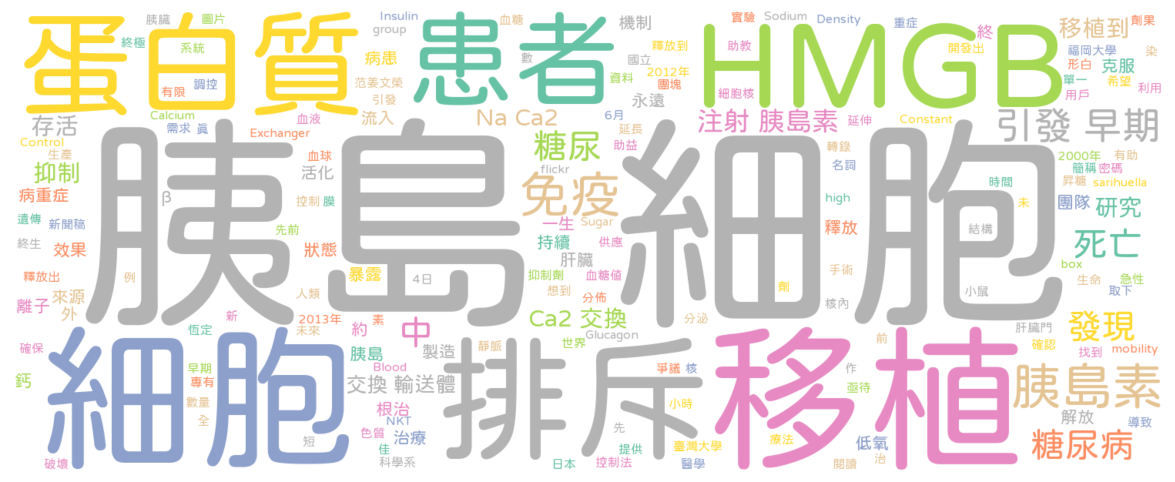 胰臟 圖片 Insulin 血糖 機制 實驗 Sodium Density 重症 終 移植到 劑果
蛋白質 患者 HMGB
終極 系統 group 病患 數 國立 釋放到 助教 開發出 福岡大學 染
有限 調控 范姜文榮 引發 資料 2012年 團塊 細胞核 形白 克服 單一 希望 用戶 利用
存活 Calcium 需求 眞 血液 流入 Na Ca2 永遠 6月 注射 胰島素 延伸 Constant 引發 早期
Control 生產 Exchanger 糖尿 延長 助益 轉錄 2000年 有助
胰島細胞
抑制 血球 活化 flickr 免疫 名詞 簡稱 密碼
病重症 β 控制 膜 high 時間 昇糖 sarihuella
遺傳 新聞稿 先前 一生 Sugar 釋放 未 團隊 研究
終生 效果 狀態 持續 供應 結構 死亡
釋放出 例 暴露 4日 肝臟 抑制劑 血糖值 手術 box 生命 急性
離子 來源 外 人類 想到 分佈 劑 核內 小鼠 取下
新 2013年 素 未來 Ca2 交換 分泌 肝臟門 發現
恆定 約 中 Glucagon 世界
細胞 排斥 移植
確保 早期 胰島 製造 靜脈 前 確認 找到 mobility
鈣 專有 Blood 交換 輸送體 爭議 核 作 亟待 胰島素
數量 全 根治 NKT 小時 解放 導致
短 色質 治療 先 提供 臺灣大學 療法 低氧 糖尿病
破壞 佳 科學系 日本 控制法 醫學 閱讀 治